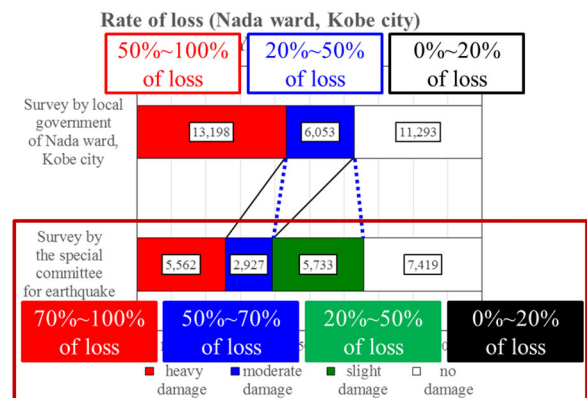 Rate of loss (Nada ward, Kobe city)
50%~100%
of loss
20%~50%
of loss
0%~20%
of loss
Survey by local
government
of Nada ward,
Kobe city
13,198
6,053
11,293
Survey by
the special
committee
for earthquake
5,562
2,927
5,733
7,419
70%~100%
of loss
50%~70%
of loss
20%~50%
of loss
0%~20%
of loss
heavy
damage
moderate
damage
slight
damage
no
damage